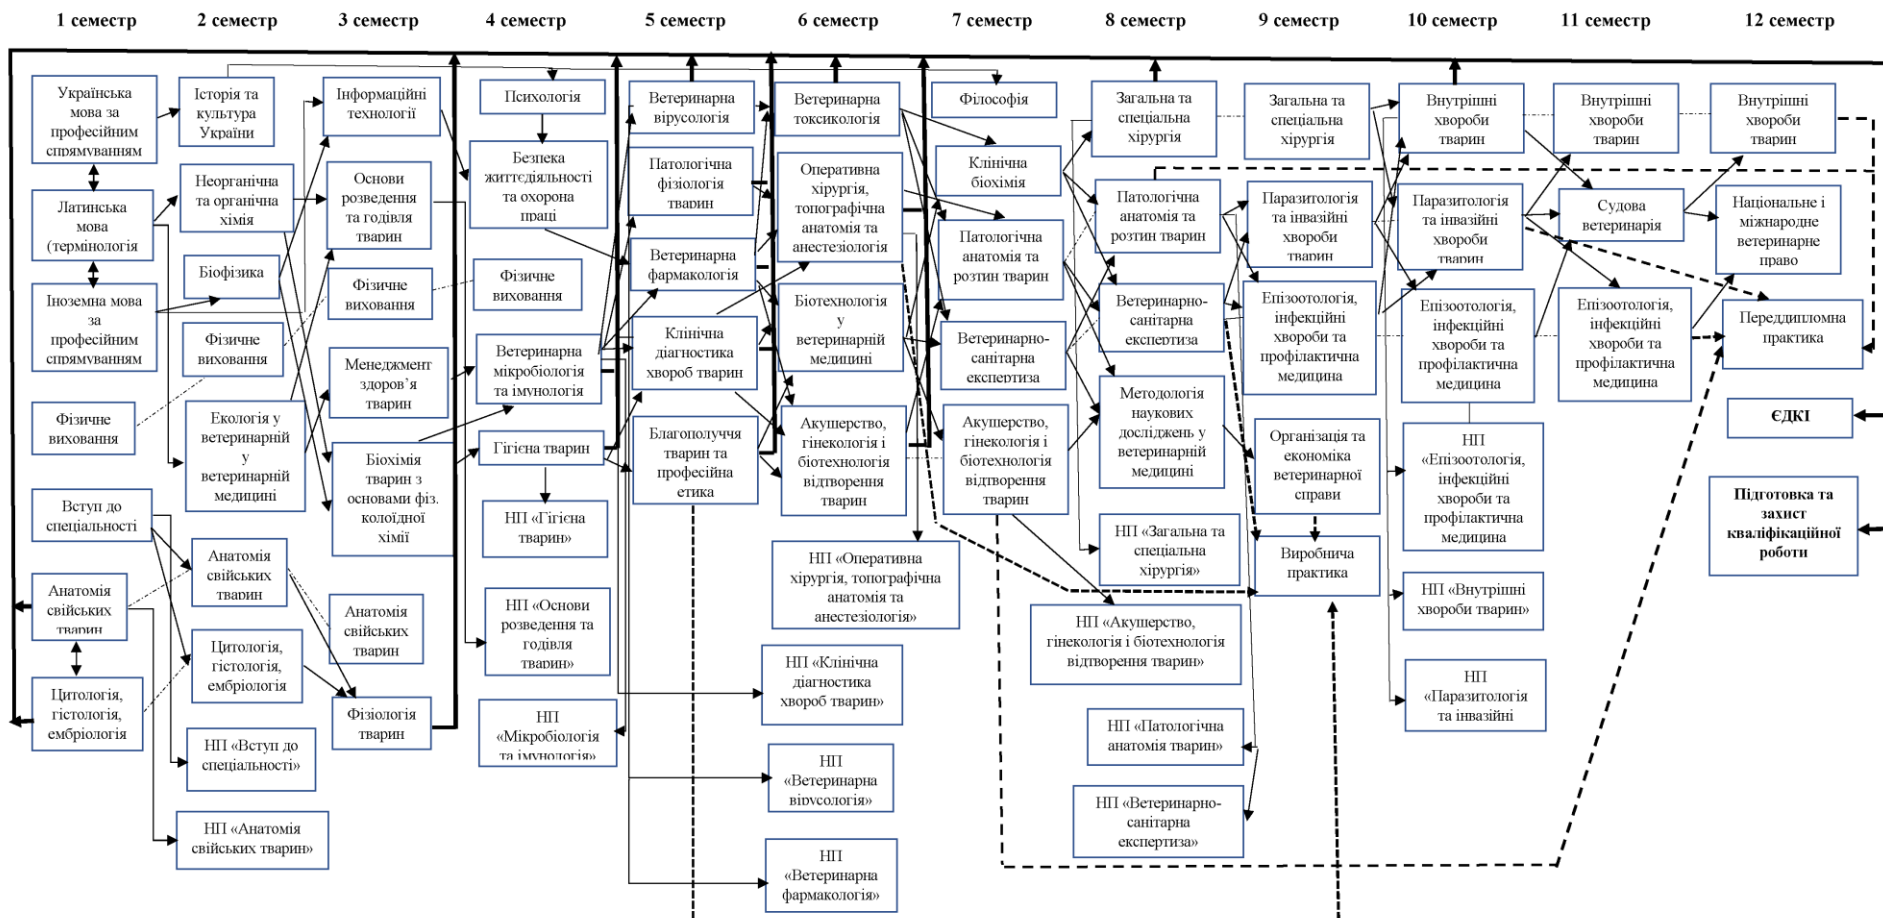 1 семестр
2 семестр
3 семестр
4 семестр
5 семестр
6 семестр
7 семестр
8 семестр
9 семестр
10 семестр
11 семестр
12 семестр
Українська
мова за
професійним
спрямуванням
Латинська
мова
(термінологія
Іноземна мова
за
професійним
спрямуванням
Фізичне
виховання
Вступ до
спеціальності
Анатомія
свійських
тварин
Цитологія,
гістологія,
ембріологія
Історія та
культура
України
Неорганічна
та органічна
хімія
Біофізика
Фізичне
виховання
Екологія у
ветеринарній
у
ветеринарній
медицині
Анатомія
свійських
тварин
Цитологія,
гістологія,
ембріологія
НП «Вступ до
спеціальності»
НП «Анатомія
свійських тварин»
Інформаційні
технології
Основи
розведення
та годівля
тварин
Фізичне
виховання
Менеджмент
здоров'я
тварин
Біохімія
тварин з
основами фіз.
колоїдної
хімії
Анатомія
свійських
тварин
Фізіологія
тварин
Психологія
Безпека
життєдіяльності
та охорона
праці
Фізичне
виховання
Ветеринарна
мікробіологія
та імунологія
Гігієна тварин
НП «Гігієна
тварин»
НП «Основи
розведення та
годівля
тварин»
НП
«Мікробіологія
та імунологія»
Ветеринарна
вірусологія
Патологічна
фізіологія
тварин
Ветеринарна
фармакологія
Клінічна
діагностика
хвороб тварин
Благополуччя
тварин та
професійна
етика
Ветеринарна
токсикологія
Оперативна
хірургія,
топографічна
анатомія та
анестезіологія
Біотехнологія
у
ветеринарній
медицині
Акушерство,
гінекологія і
біотехнологія
відтворення
тварин
НП «Оперативна
хірургія, топографічна
анатомія та
анестезіологія»
НП «Клінічна
діагностика
хвороб тварин»
НП
«Ветеринарна
вірусологія»
НП
«Ветеринарна
фармакологія»
Філософія
Клінічна
біохімія
Патологічна
анатомія та
розтин тварин
Ветеринарно-
санітарна
експертиза
Акушерство,
гінекологія і
біотехнологія
відтворення
тварин
НП «Акушерство,
гінекологія і біотехнологія
відтворення тварин»
Загальна та
спеціальна
хірургія
Патологічна
анатомія та
розтин тварин
Ветеринарно-
санітарна
експертиза
Методологія
наукових
досліджень у
ветеринарній
медицині
НП «Загальна та
спеціальна
хірургія»
НП «Патологічна
анатомія тварин»
НП «Ветеринарно-
санітарна
експертиза»
Загальна та
спеціальна
хірургія
Паразитологія
та інвазійні
хвороби
тварин
Епізоотологія,
інфекційні
хвороби
та профілактична
медицина
Організація та
економіка
ветеринарної
справи
Виробнича
практика
Внутрішні
хвороби
тварин
Паразитологія
та інвазійні
хвороби
тварин
Епізоотологія,
інфекційні
хвороби та
профілактична
медицина
НП
«Епізоотологія,
інфекційні
хвороби та
профілактична
медицина
НП «Внутрішні
хвороби тварин»
НП
«Паразитологія
та інвазійні
Внутрішні
хвороби
тварин
Судова
ветеринарія
Епізоотологія,
інфекційні
хвороби та
профілактична
медицина
Внутрішні
хвороби
тварин
Національне і
міжнародне
ветеринарне
право
Переддипломна
практика
ЄДКІ
Підготовка та
захист
кваліфікаційної
роботи